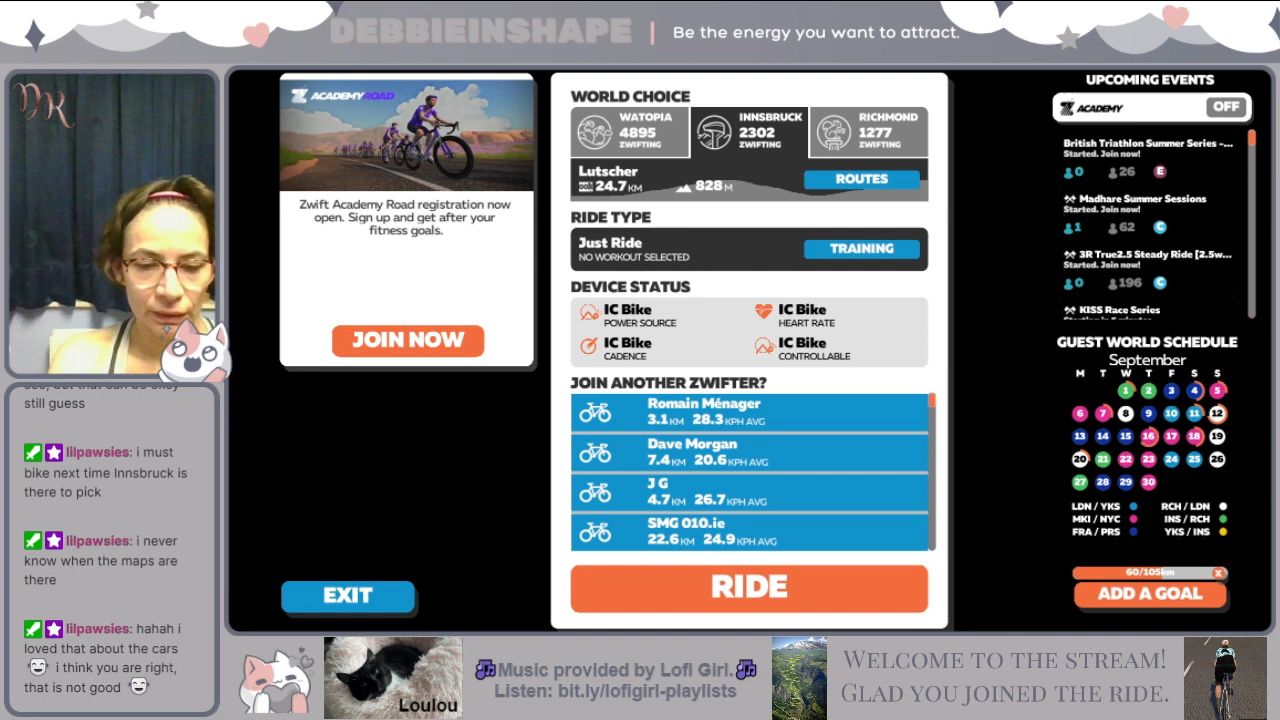 DEBBIEINSHAPE | Be the energy you want to attract.
DK
still guess
lilpawsies: i must
bike next time Innsbruck is
there to pick
lilpawsies: i never
know when the maps are
there
lilpawsies: hahah i
loved that about the cars
i think you are right,
that is not good
ACADEMY ROAD
Zwift Academy Road registration now
open. Sign up and get after your
fitness goals.
JOIN NOW
EXIT
WORLD CHOICE
WATOPIA
4895
ZWIFTING
INNSBRUCK
2302
ZWIFTING
RICHMOND
1277
ZWIFTING
Lutscher
24.7 KM 828 M
ROUTES
RIDE TYPE
Just Ride
NO WORKOUT SELECTED
TRAINING
DEVICE STATUS
IC Bike
POWER SOURCE
IC Bike
HEART RATE
IC Bike
CADENCE
IC Bike
CONTROLLABLE
JOIN ANOTHER ZWIFTER?
Romain Ménager
3.1 KM 28.3 KPH AVG
Dave Morgan
7.4 KM 20.6 KPH AVG
J G
4.7 KM 26.7 KPH AVG
SMG 010.ie
22.6 KM 24.9 KPH AVG
RIDE
UPCOMING EVENTS
ACADEMY OFF
British Triathlon Summer Series -...
Started. Join now!
0 26 E
Madhare Summer Sessions
Started. Join now!
1 62 C
3R True2.5 Steady Ride [2.5w...
Started. Join now!
0 196 C
KISS Race Series
GUEST WORLD SCHEDULE
September
M T W T F S S
1 2 3 4 5
6 7 8 9 10 11 12
13 14 15 16 17 18 19
20 21 22 23 24 25 26
27 28 29 30
LDN / YKS RCH / LDN
MKI / NYC INS / RCH
FRA / PRS YKS / INS
60/105km X
ADD A GOAL
Loulou
Music provided by Lofi Girl.
Listen: bit.ly/lofigirl-playlists
Welcome to the stream!
Glad you joined the ride.